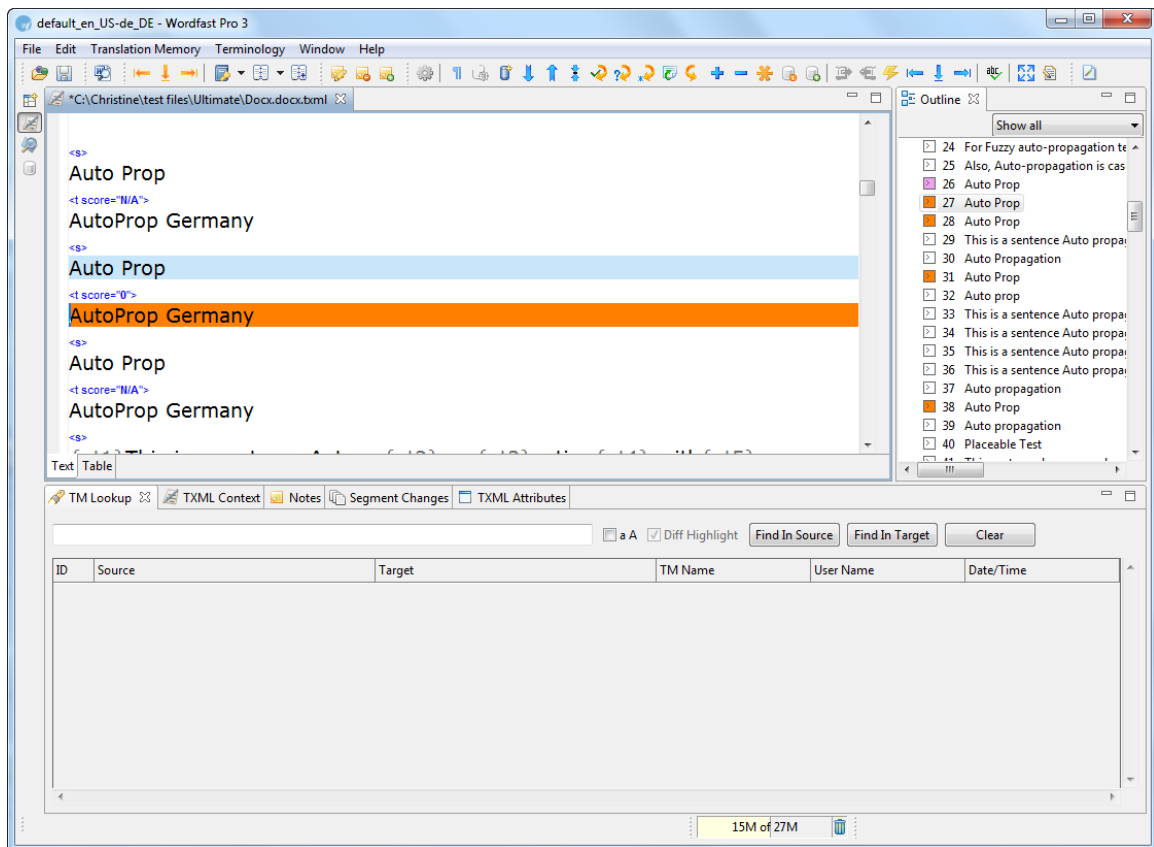 default_en_US-de_DE - Wordfast Pro 3
File Edit Translation Memory Terminology Window Help
*C:\Christine\test files\Ultimate\Docx.docx.txml
Outline
Show all
<s>
Auto Prop
<t score="N/A">
AutoProp Germany
<s>
Auto Prop
<t score="0">
AutoProp Germany
<s>
Auto Prop
<t score="N/A">
AutoProp Germany
<s>
Text Table
24 For Fuzzy auto-propagation te
25 Also, Auto-propagation is cas
26 Auto Prop
27 Auto Prop
28 Auto Prop
29 This is a sentence Auto propa
30 Auto Propagation
31 Auto Prop
32 Auto prop
33 This is a sentence Auto propa
34 This is a sentence Auto propa
35 This is a sentence Auto propa
36 This is a sentence Auto propa
37 Auto propagation
38 Auto Prop
39 Auto propagation
40 Placeable Test
TM Lookup TXML Context Notes Segment Changes TXML Attributes
a A Diff Highlight Find In Source Find In Target Clear
ID Source Target TM Name User Name Date/Time
15M of 27M